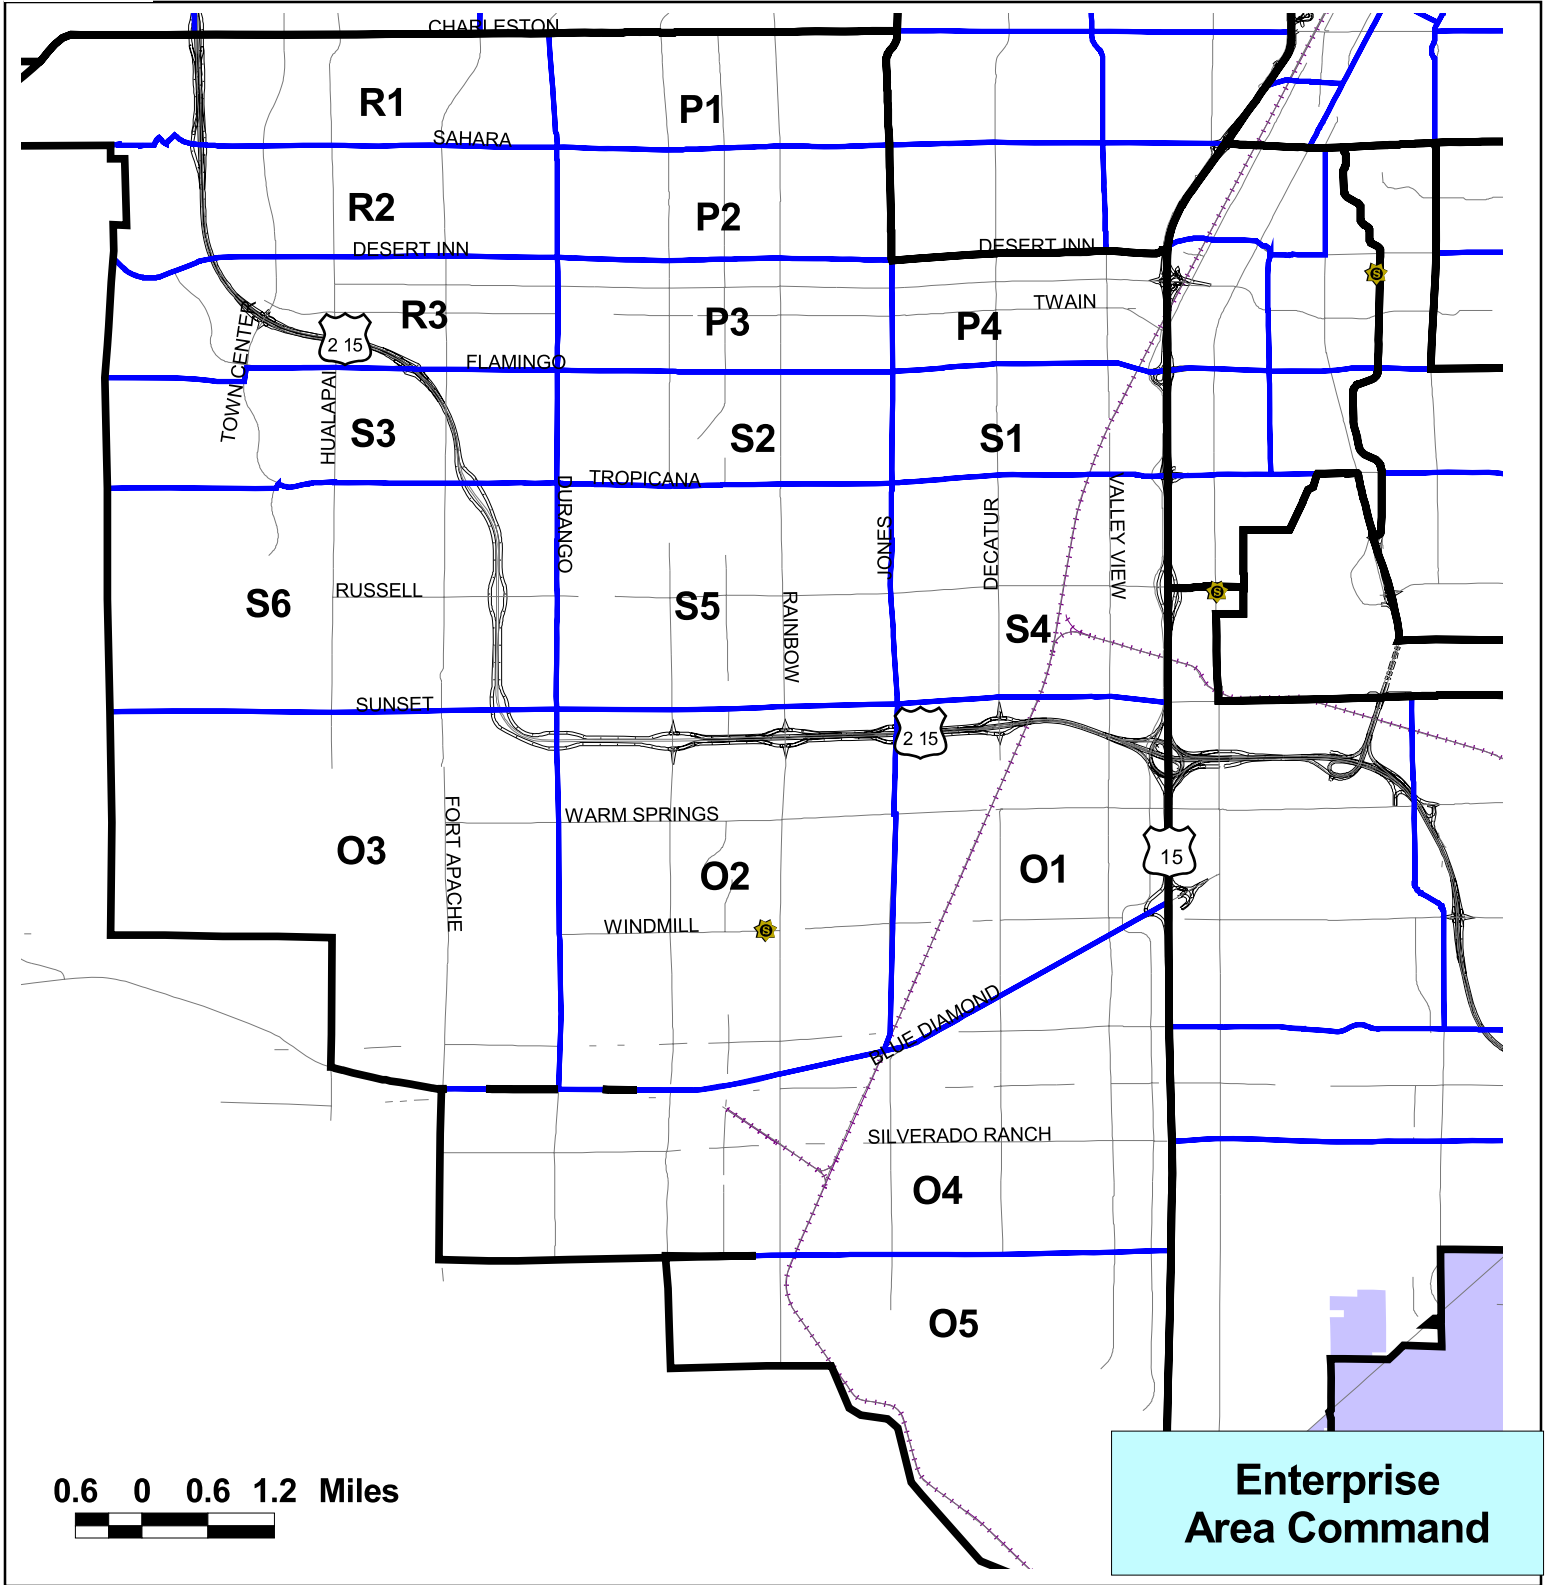 CHARLESTON
R1
P1
SAHARA
R2
P2
DESERT INN
DESERT INN
TWAIN
R3
P3
P4
2 15
TOWN CENTER
FLAMINGO
HUALAPAI
S3
S2
S1
TROPICANA
DURANGO
JONES
DECATUR
VALLEY VIEW
S
RUSSELL
S
S6
S5
RAINBOW
S4
SUNSET
2 15
FORT APACHE
WARM SPRINGS
O3
O2
O1
15
WINDMILL
S
BLUE DIAMOND
SILVERADO RANCH
O4
O5
0.6 0 0.6 1.2 Miles
Enterprise
Area Command